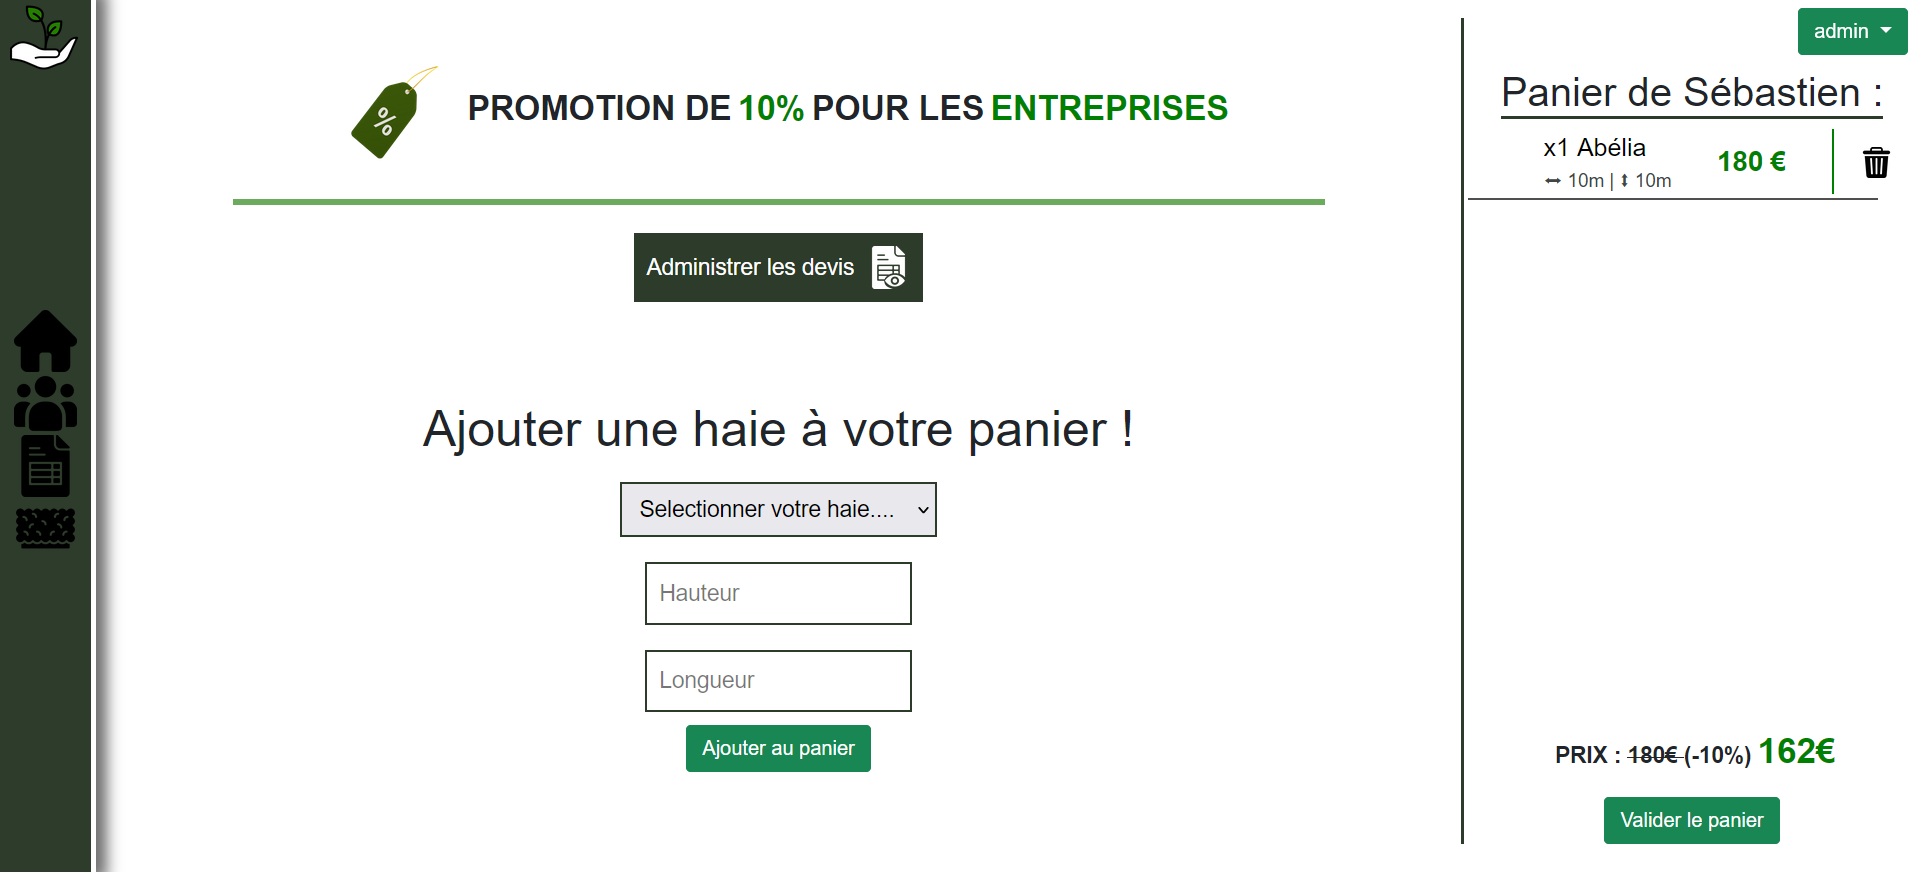 admin
PROMOTION DE 10% POUR LES ENTREPRISES
%
Administrer les devis
Ajouter une haie à votre panier !
Selectionner votre haie....
Hauteur
Longueur
Ajouter au panier
Panier de Sébastien :
x1 Abélia
180 €
10m | 10m
PRIX : 180€ (-10%) 162€
Valider le panier